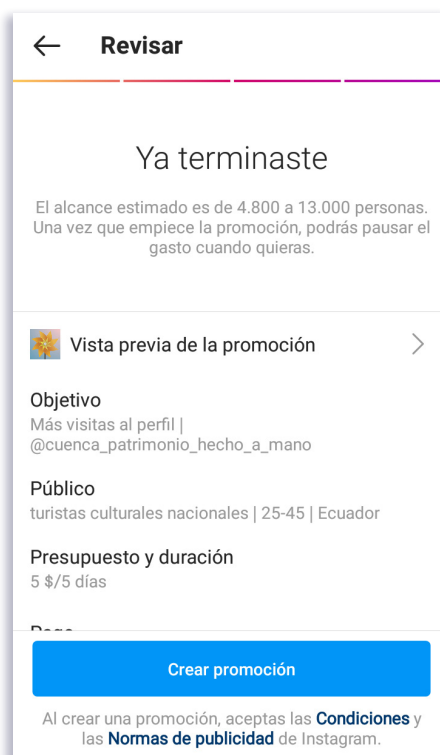 Revisar
Ya terminaste
El alcance estimado es de 4.800 a 13.000 personas.
Una vez que empiece la promoción, podrás pausar el
gasto cuando quieras.
Vista previa de la promoción
Objetivo
Más visitas al perfil |
@cuenca_patrimonio_hecho_a_mano
Público
turistas culturales nacionales | 25-45 | Ecuador
Presupuesto y duración
5 $/5 días
Crear promoción
Al crear una promoción, aceptas las Condiciones y
las Normas de publicidad de Instagram.